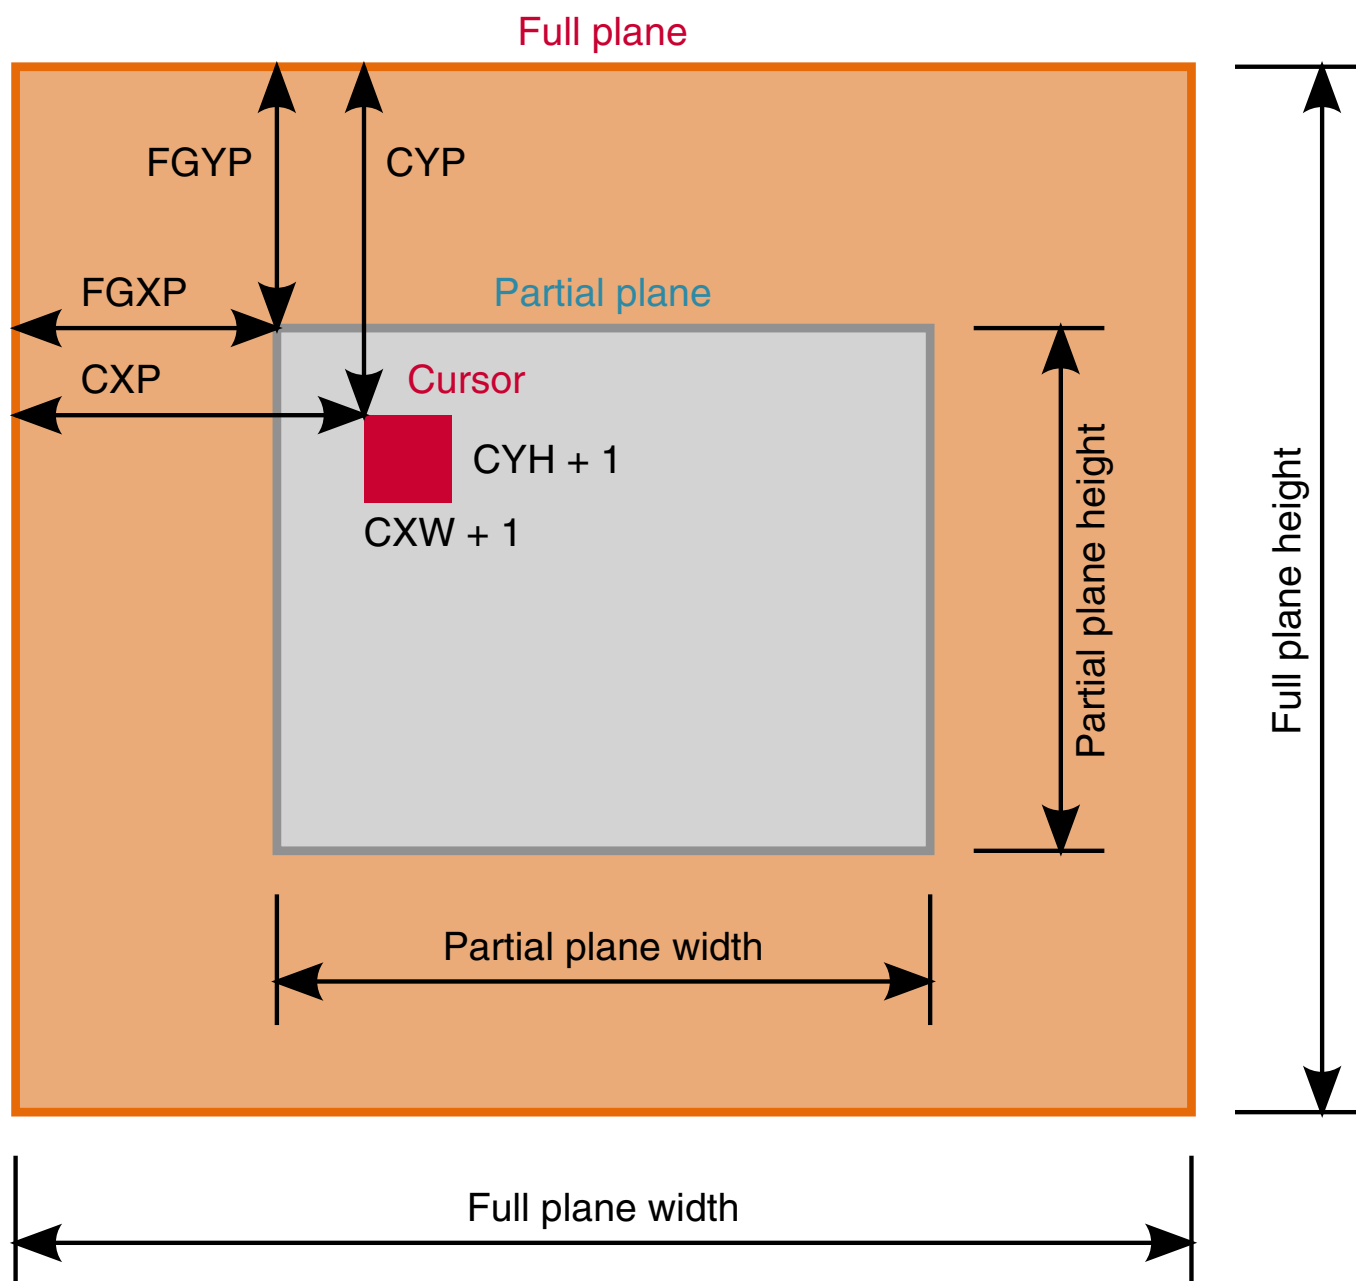 Full plane
FGYP
CYP
FGXP
Partial plane
CXP
Cursor
CYH + 1
CXW + 1
Partial plane height
Full plane height
Partial plane width
Full plane width